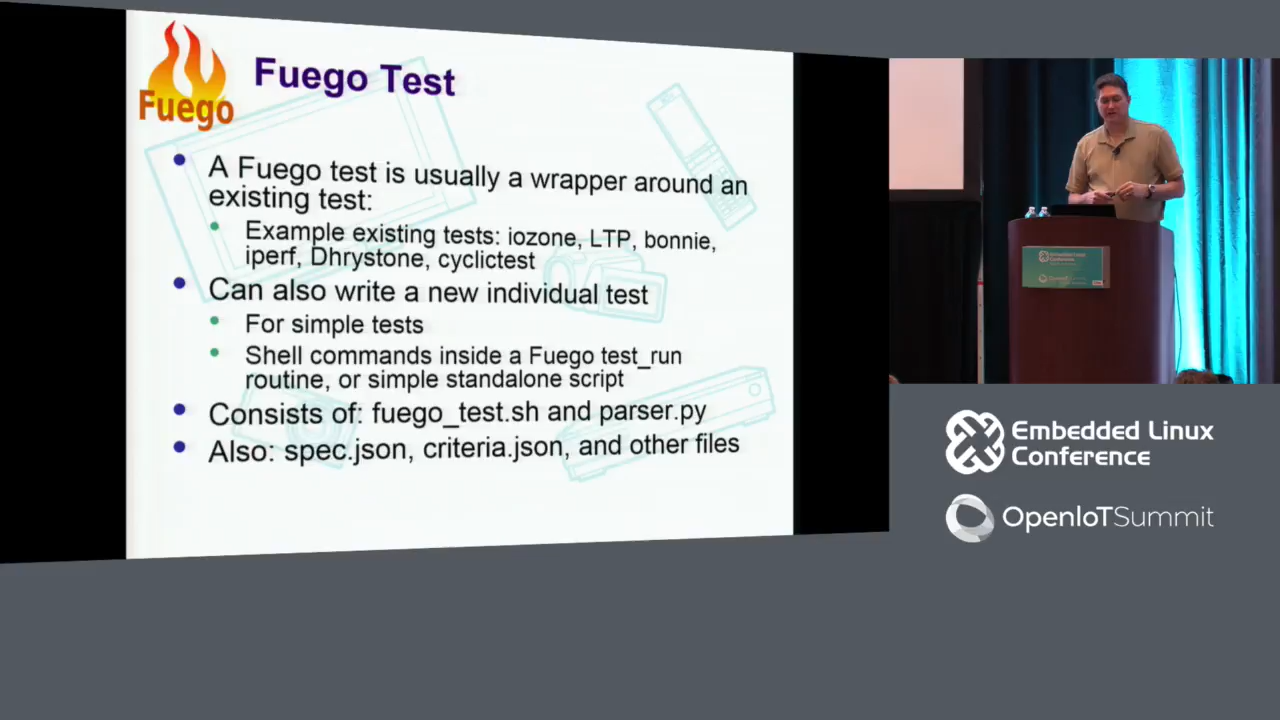 Fuego
Fuego Test
A Fuego test is usually a wrapper around an
existing test:
Example existing tests: iozone, LTP, bonnie,
iperf, Dhrystone, cyclictest
Can also write a new individual test
For simple tests
Shell commands inside a Fuego test_run
routine, or simple standalone script
Consists of: fuego_test.sh and parser.py
Also: spec.json, criteria.json, and other files
Embedded Linux
Conference
Embedded Linux
Conference
OpenIoTSummit